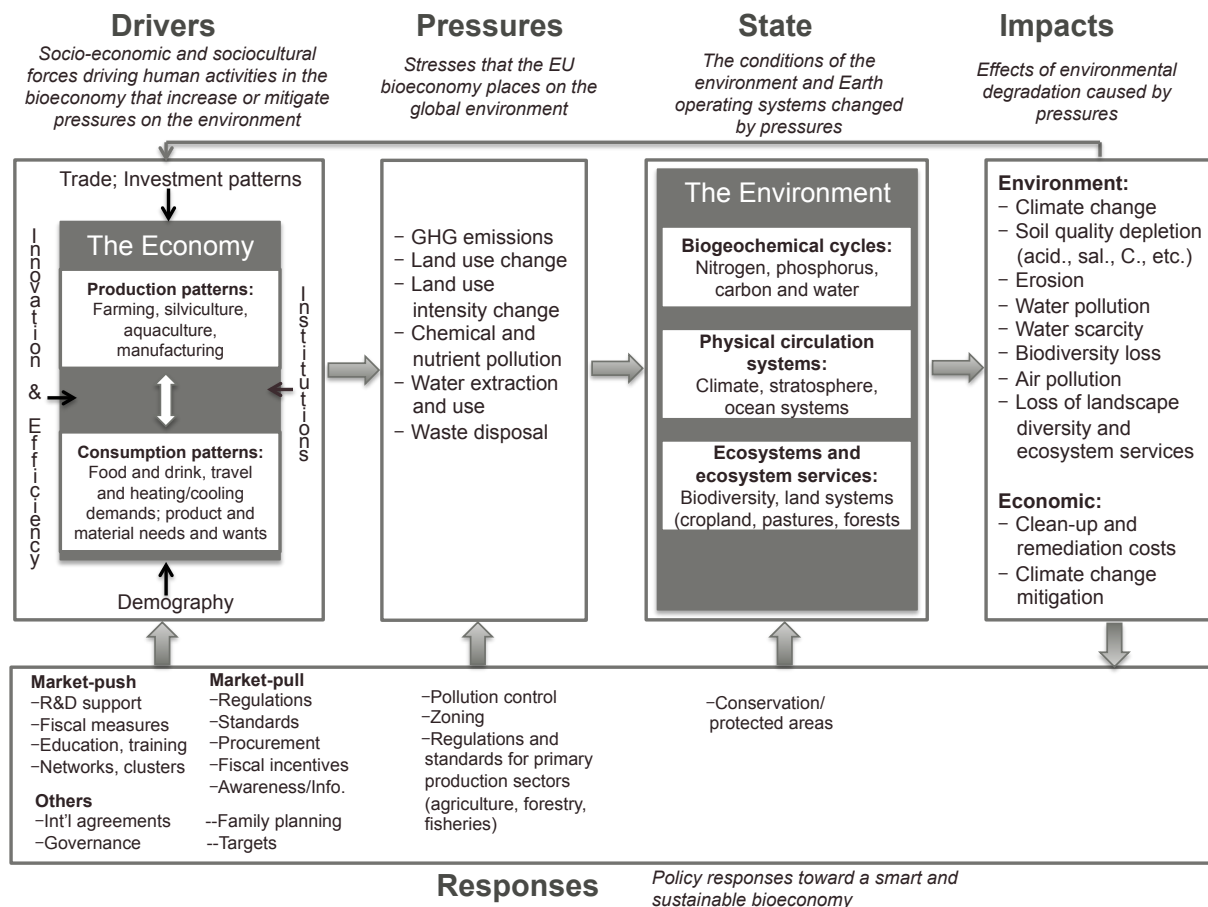 Drivers
Socio-economic and sociocultural
forces driving human activities in the
bioeconomy that increase or mitigate
pressures on the environment
Pressures
Stresses that the EU
bioeconomy places on the
global environment
State
The conditions of the
environment and Earth
operating systems changed
by pressures
Impacts
Effects of environmental
degradation caused by
pressures
Trade; Investment patterns
Innovation & Efficiency
The Economy
Production patterns:
Farming, silviculture,
aquaculture,
manufacturing
Consumption patterns:
Food and drink, travel
and heating/cooling
demands; product and
material needs and wants
Institutions
Demography
− GHG emissions
− Land use change
− Land use
intensity change
− Chemical and
nutrient pollution
− Water extraction
and use
− Waste disposal
The Environment
Biogeochemical cycles:
Nitrogen, phosphorus,
carbon and water
Physical circulation
systems:
Climate, stratosphere,
ocean systems
Ecosystems and
ecosystem services:
Biodiversity, land systems
(cropland, pastures, forests
Environment:
− Climate change
− Soil quality depletion
(acid., sal., C., etc.)
− Erosion
− Water pollution
− Water scarcity
− Biodiversity loss
− Air pollution
− Loss of landscape
diversity and
ecosystem services
Economic:
− Clean-up and
remediation costs
− Climate change
mitigation
Market-push
−R&D support
−Fiscal measures
−Education, training
−Networks, clusters
Others
−Int'l agreements
−Governance
Market-pull
−Regulations
−Standards
−Procurement
−Fiscal incentives
−Awareness/Info.
--Family planning
--Targets
−Pollution control
−Zoning
−Regulations and
standards for primary
production sectors
(agriculture, forestry,
fisheries)
−Conservation/
protected areas
Responses
Policy responses toward a smart and
sustainable bioeconomy